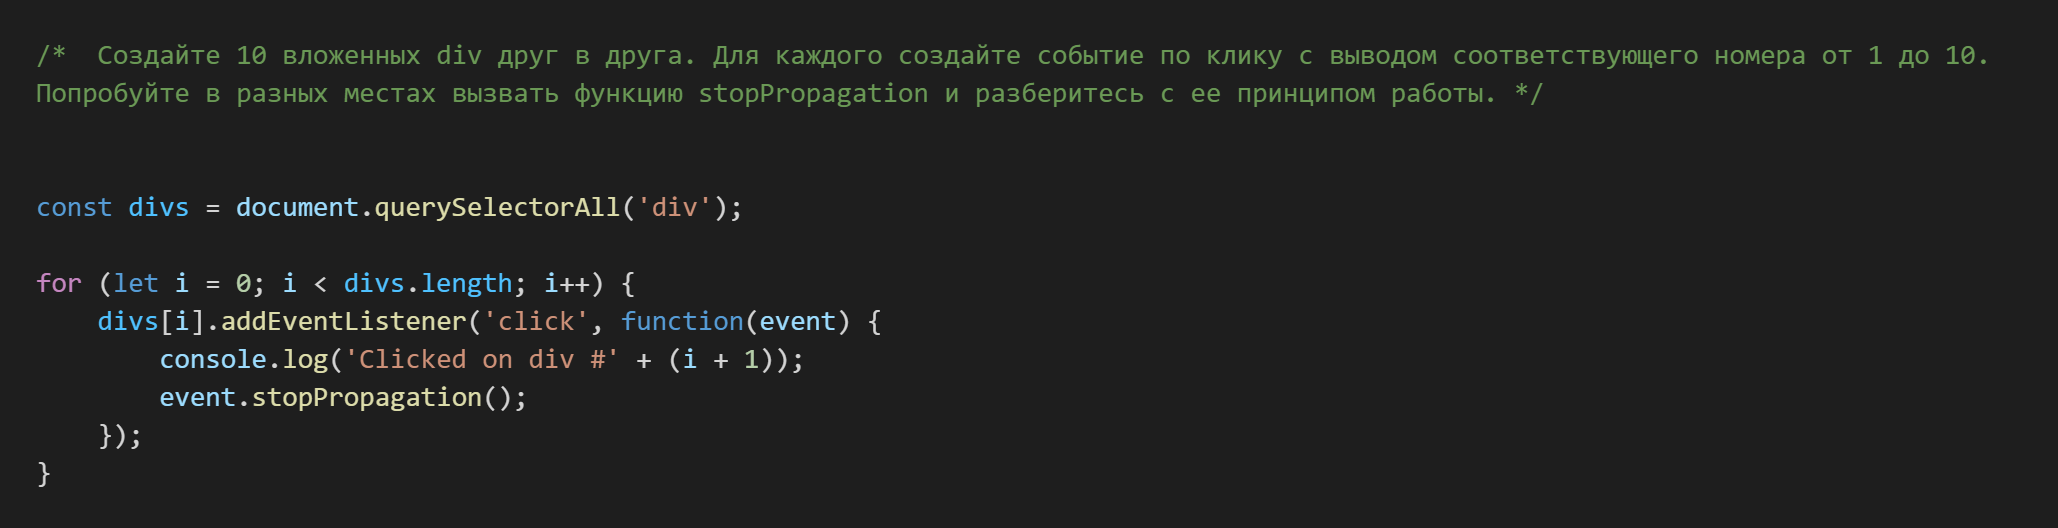 /*  Создайте 10 вложенных div друг в друга. Для каждого создайте событие по клику с выводом соответствующего номера от 1 до 10.
Попробуйте в разных местах вызвать функцию stopPropagation и разберитесь с ее принципом работы. */
const divs = document.querySelectorAll('div');
for (let i = 0; i < divs.length; i++) {
    divs[i].addEventListener('click', function(event) {
        console.log('Clicked on div #' + (i + 1));
        event.stopPropagation();
    });
}